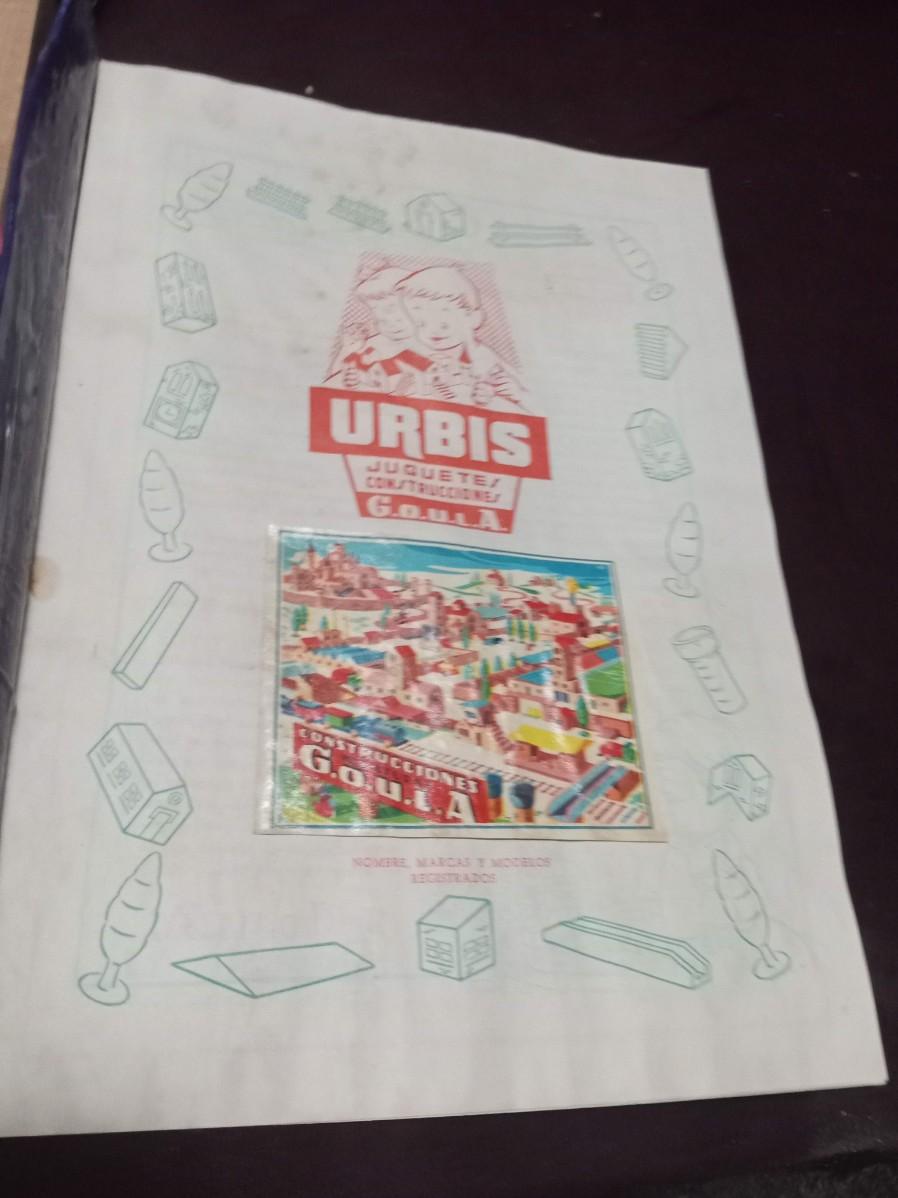 URBIS
JUGUETES
CONSTRUCCIONES
G.O.U.L.A.
CONSTRUCCIONES
G.O.U.L.A
NOMBRE, MARCAS Y MODELOS
REGISTRADOS